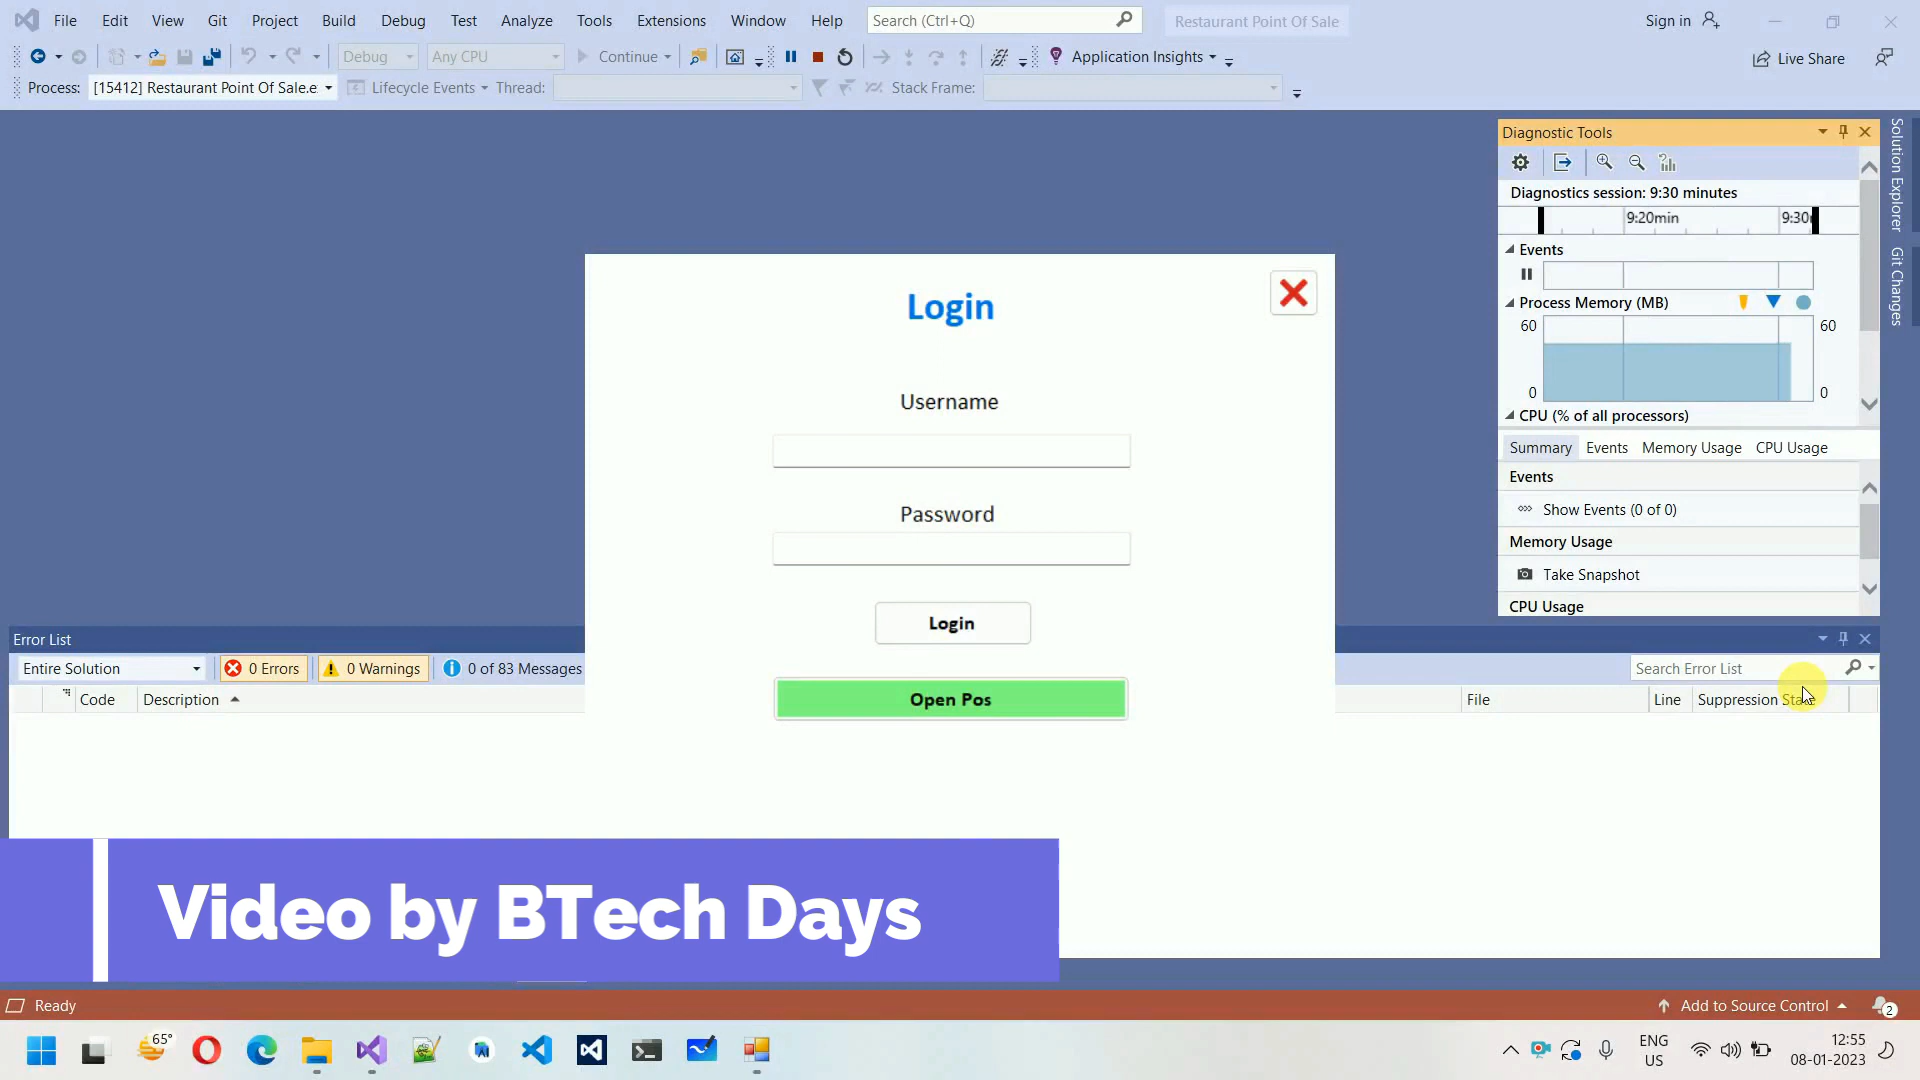 File Edit View Git Project Build Debug Test Analyze Tools Extensions Window Help Search (Ctrl+Q) Restaurant Point Of Sale Sign in
Debug Any CPU Continue Application Insights Live Share
Process: [15412] Restaurant Point Of Sale.e Lifecycle Events Thread: Stack Frame:
Diagnostic Tools
Diagnostics session: 9:30 minutes
9:20min 9:30
Events
Process Memory (MB)
60 60
0 0
CPU (% of all processors)
Summary Events Memory Usage CPU Usage
Events
Show Events (0 of 0)
Memory Usage
Take Snapshot
CPU Usage
Solution Explorer
Git Changes
Login
Username
Password
Login
Open Pos
Error List
Entire Solution 0 Errors 0 Warnings 0 of 83 Messages Search Error List
Code Description File Line Suppression State
Video by BTech Days
Ready Add to Source Control 2
65°
ENG
US
12:55
08-01-2023